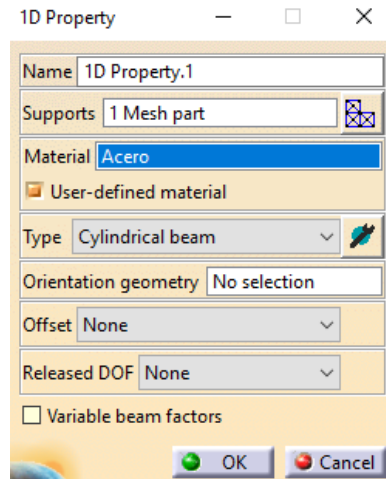 1D Property
Name 1D Property.1
Supports 1 Mesh part
Material Acero
User-defined material
Type Cylindrical beam
Orientation geometry No selection
Offset None
Released DOF None
Variable beam factors
OK Cancel